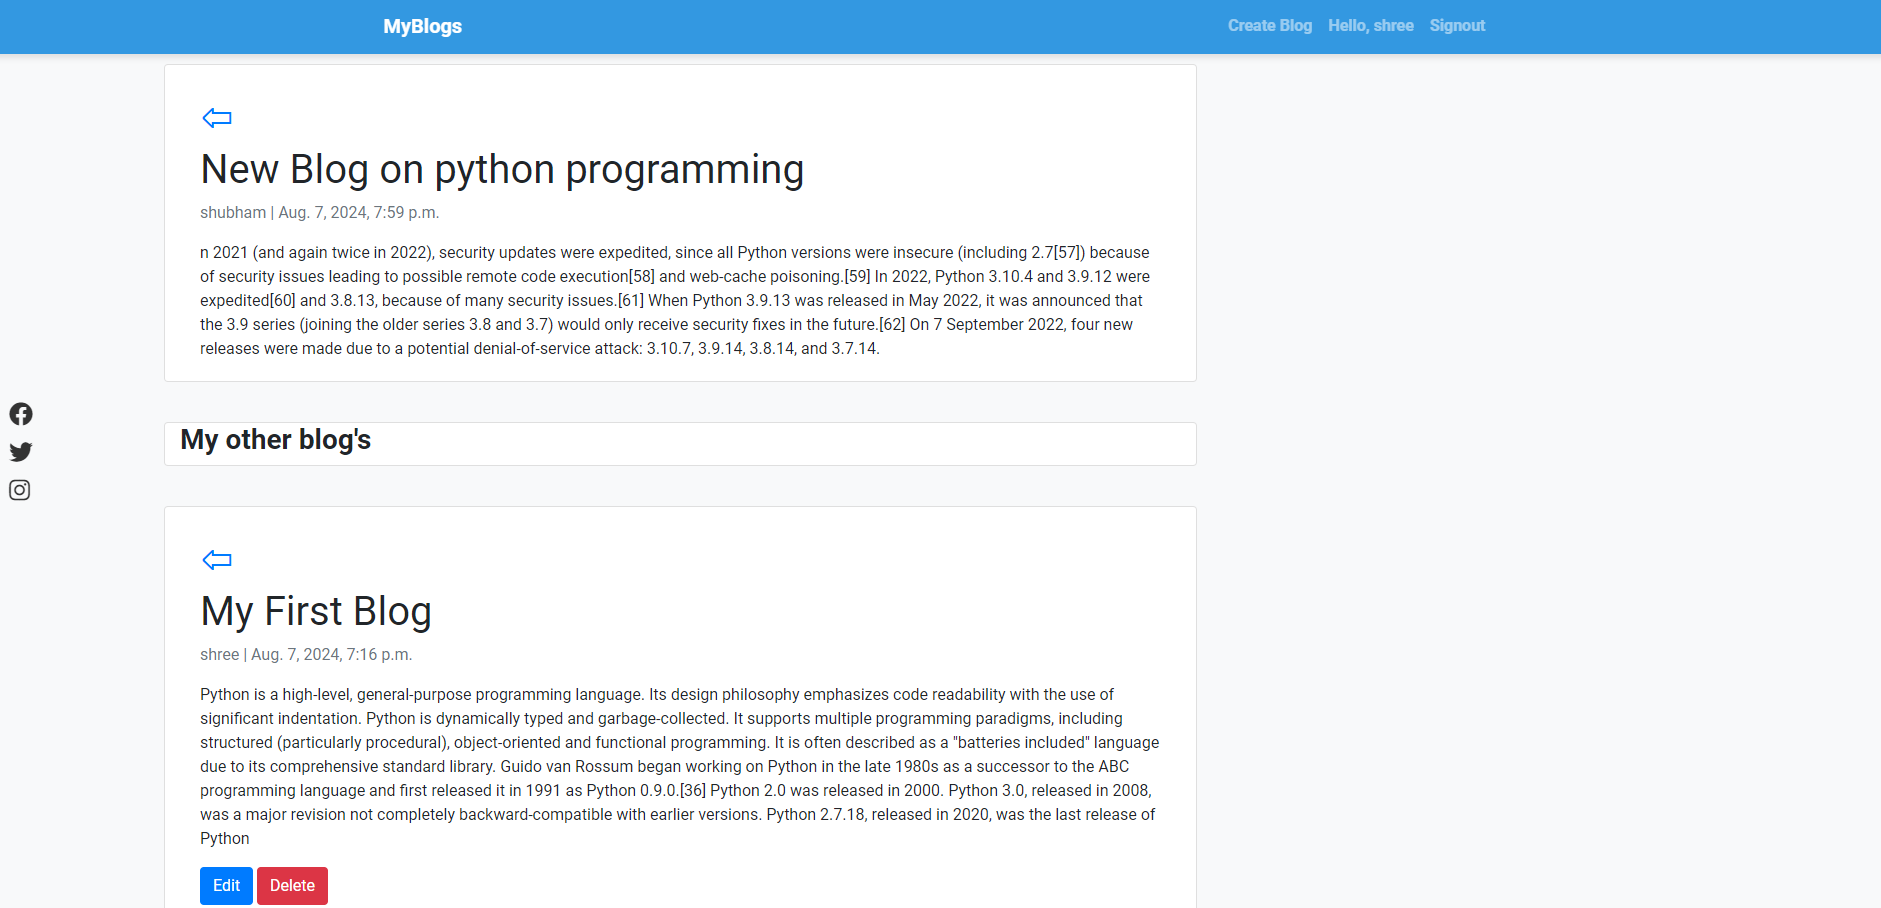 MyBlogs
Create Blog Hello, shree Signout
New Blog on python programming
shubham | Aug. 7, 2024, 7:59 p.m.
n 2021 (and again twice in 2022), security updates were expedited, since all Python versions were insecure (including 2.7[57]) because
of security issues leading to possible remote code execution[58] and web-cache poisoning.[59] In 2022, Python 3.10.4 and 3.9.12 were
expedited[60] and 3.8.13, because of many security issues.[61] When Python 3.9.13 was released in May 2022, it was announced that
the 3.9 series (joining the older series 3.8 and 3.7) would only receive security fixes in the future.[62] On 7 September 2022, four new
releases were made due to a potential denial-of-service attack: 3.10.7, 3.9.14, 3.8.14, and 3.7.14.
My other blog's
My First Blog
shree | Aug. 7, 2024, 7:16 p.m.
Python is a high-level, general-purpose programming language. Its design philosophy emphasizes code readability with the use of
significant indentation. Python is dynamically typed and garbage-collected. It supports multiple programming paradigms, including
structured (particularly procedural), object-oriented and functional programming. It is often described as a "batteries included" language
due to its comprehensive standard library. Guido van Rossum began working on Python in the late 1980s as a successor to the ABC
programming language and first released it in 1991 as Python 0.9.0.[36] Python 2.0 was released in 2000. Python 3.0, released in 2008,
was a major revision not completely backward-compatible with earlier versions. Python 2.7.18, released in 2020, was the last release of
Python
Edit Delete